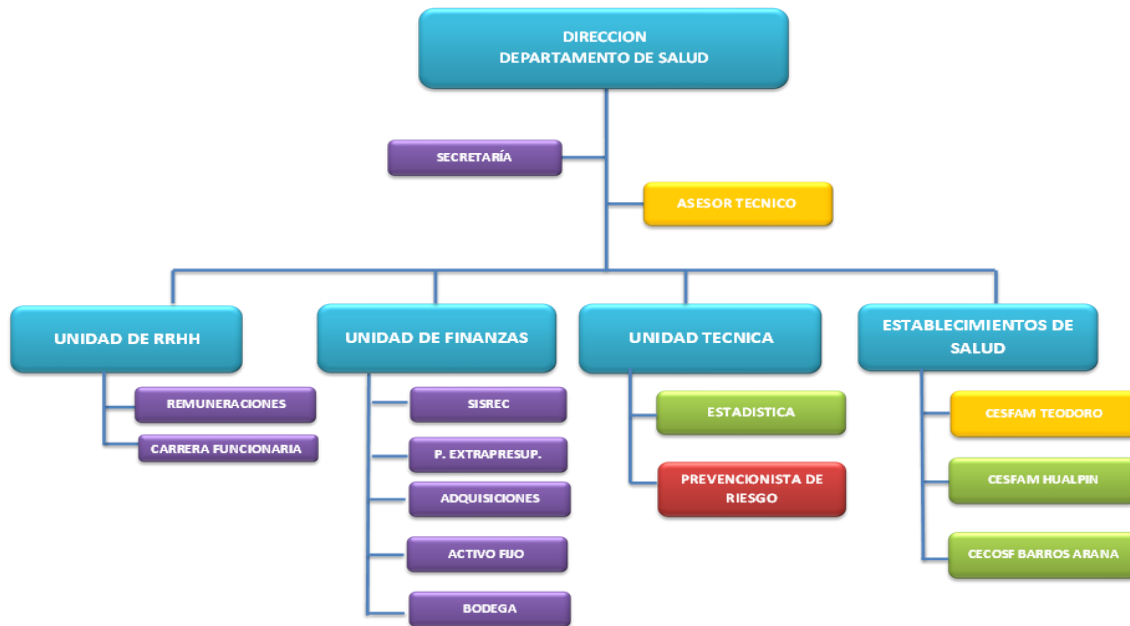 DIRECCION
DEPARTAMENTO DE SALUD
SECRETARÍA
ASESOR TECNICO
UNIDAD DE RRHH
UNIDAD DE FINANZAS
UNIDAD TECNICA
ESTABLECIMIENTOS DE
SALUD
REMUNERACIONES
CARRERA FUNCIONARIA
SISREC
P. EXTRAPRESUP.
ADQUISICIONES
ACTIVO FIJO
BODEGA
ESTADISTICA
PREVENCIONISTA DE
RIESGO
CESFAM TEODORO
CESFAM HUALPIN
CECOSF BARROS ARANA